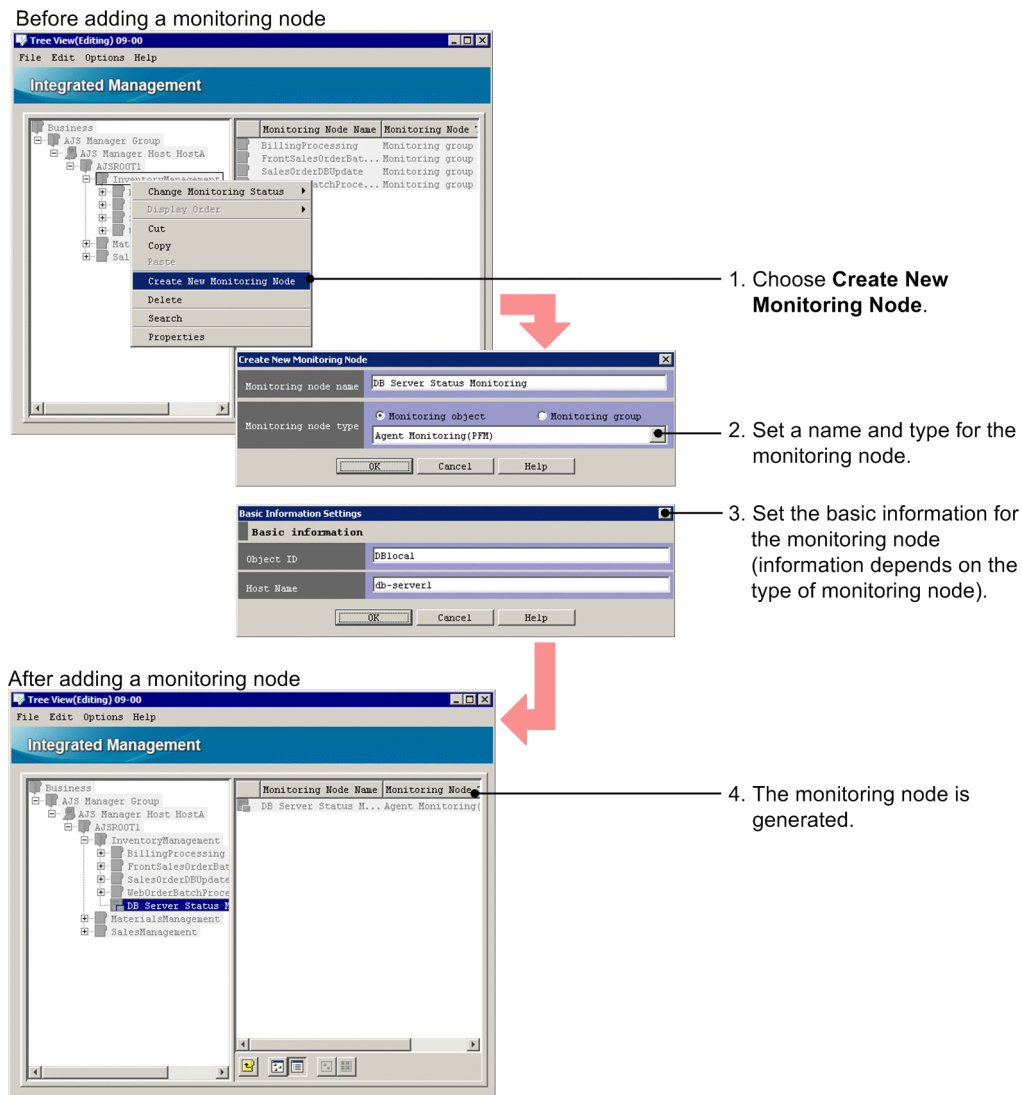 Before adding a monitoring node
Tree View(Editing) 09-00
File Edit Options Help
Integrated Management
Business
AJS Manager Group
AJS Manager Host HostA
AJSROOT1
InventoryManagement
Mat
Sal
Monitoring Node Name Monitoring Node
BillingProcessing Monitoring group
FrontSalesOrderBat... Monitoring group
SalesOrderDBUpdate Monitoring group
atchProce... Monitoring group
Change Monitoring Status
Display Order
Cut
Copy
Paste
Create New Monitoring Node
Delete
Search
Properties
1. Choose Create New
Monitoring Node.
Create New Monitoring Node
Monitoring node name DB Server Status Monitoring
Monitoring node type Monitoring object Monitoring group
Agent Monitoring(PFM)
OK Cancel Help
2. Set a name and type for the
monitoring node.
Basic Information Settings
Basic information
Object ID DBlocal
Host Name db-server1
OK Cancel Help
3. Set the basic information for
the monitoring node
(information depends on the
type of monitoring node).
After adding a monitoring node
Tree View(Editing) 09-00
File Edit Options Help
Integrated Management
Business
AJS Manager Group
AJS Manager Host HostA
AJSROOT1
InventoryManagement
BillingProcessing
FrontSalesOrderBat
SalesOrderDBUpdate
WebOrderBatchProce
DB Server Status M
MaterialsManagement
SalesManagement
Monitoring Node Name Monitoring Node
DB Server Status M... Agent Monitoring(
4. The monitoring node is
generated.